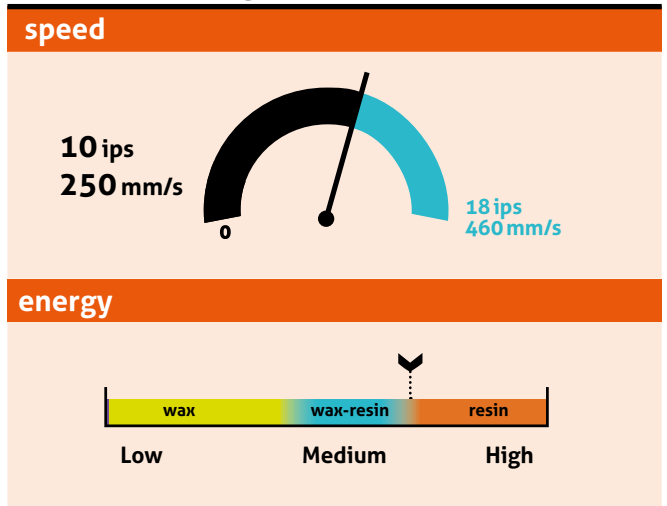 speed
10 ips
250 mm/s
0
18 ips
460 mm/s
energy
wax wax-resin resin
Low Medium High